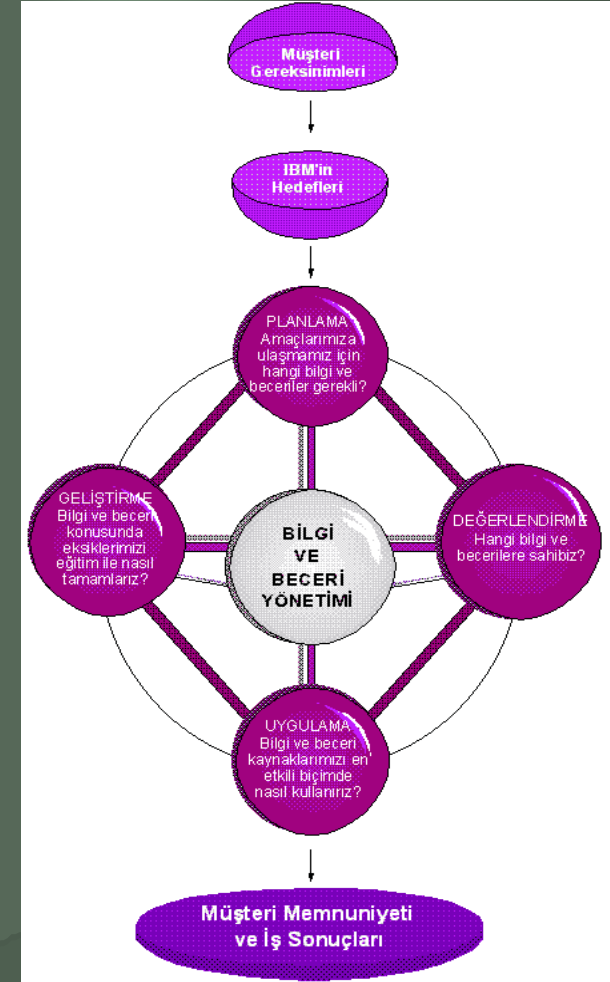 Müşteri
Gereksinimleri
IBM'in
Hedefleri
PLANLAMA
Amaçlarımıza
ulaşmamız için
hangi bilgi ve
beceriler gerekli?
GELİŞTİRME
Bilgi ve beceri
konusunda
eksiklerimizi
eğitim ile nasıl
tamamlarız?
BİLGİ
VE
BECERİ
YÖNETİMİ
DEĞERLENDİRME
Hangi bilgi ve
becerilere sahibiz?
UYGULAMA
Bilgi ve beceri
kaynaklarımızı en
etkili biçimde
nasıl kullanırız?
Müşteri Memnuniyeti
ve İş Sonuçları